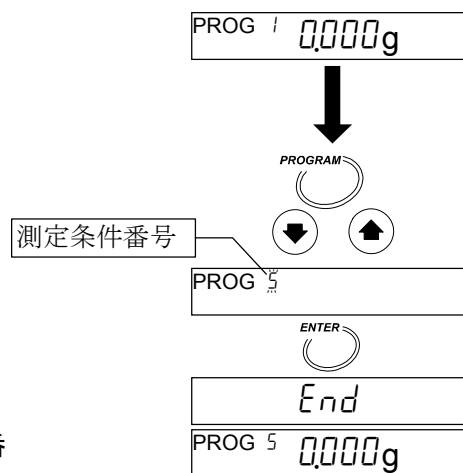 PROG 1 0.000g
PROGRAM
測定条件番号
PROG 5
ENTER
End
番
PROG 5 0.000g